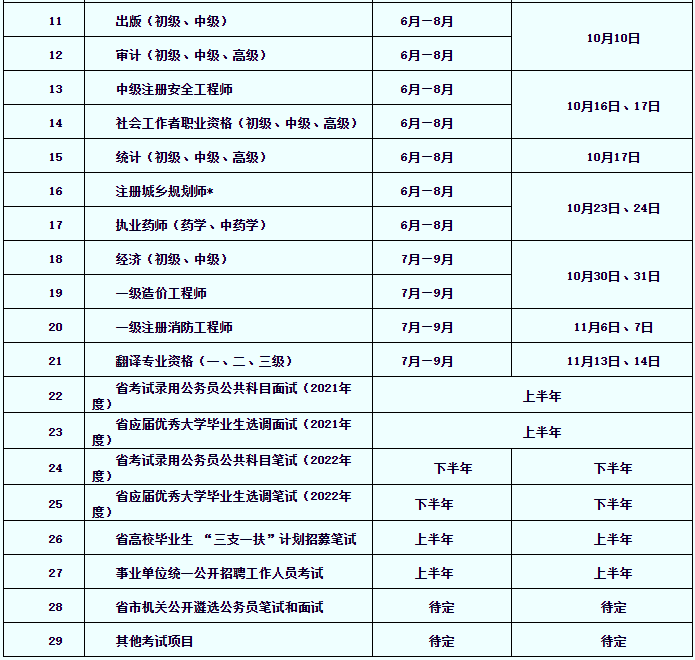 11 出版（初级、中级） 6月－8月 10月10日
12 审计（初级、中级、高级） 6月－8月
13 中级注册安全工程师 6月－8月 10月16日、17日
14 社会工作者职业资格（初级、中级、高级） 6月－8月
15 统计（初级、中级、高级） 6月－8月 10月17日
16 注册城乡规划师* 6月－8月 10月23日、24日
17 执业药师（药学、中药学） 6月－8月
18 经济（初级、中级） 7月－9月 10月30日、31日
19 一级造价工程师 7月－9月
20 一级注册消防工程师 7月－9月 11月6日、7日
21 翻译专业资格（一、二、三级） 7月－9月 11月13日、14日
22 省考试录用公务员公共科目面试（2021年 上半年
度）
23 省应届优秀大学毕业生选调面试（2021年 上半年
度）
24 省考试录用公务员公共科目笔试（2022年 下半年 下半年
度）
25 省应届优秀大学毕业生选调笔试（2022年 下半年 下半年
度）
26 省高校毕业生 “三支一扶”计划招募笔试 上半年 上半年
27 事业单位统一公开招聘工作人员考试 上半年 上半年
28 省市机关公开遴选公务员笔试和面试 待定 待定
29 其他考试项目 待定 待定